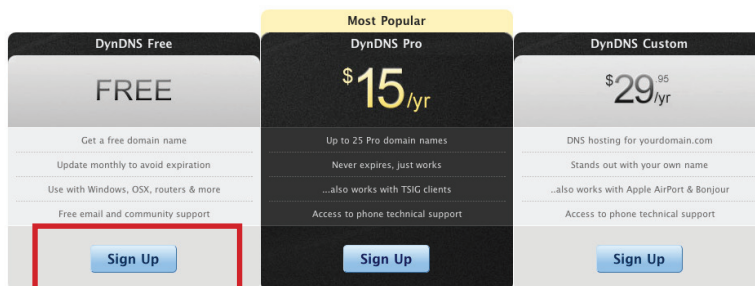 Most Popular
DynDNS Free
FREE
Get a free domain name
Update monthly to avoid expiration
Use with Windows, OSX, routers & more
Free email and community support
Sign Up
DynDNS Pro
$15/yr
Up to 25 Pro domain names
Never expires, just works
...also works with TSIG clients
Access to phone technical support
Sign Up
DynDNS Custom
$29.95/yr
DNS hosting for yourdomain.com
Stands out with your own name
..also works with Apple AirPort & Bonjour
Access to phone technical support
Sign Up